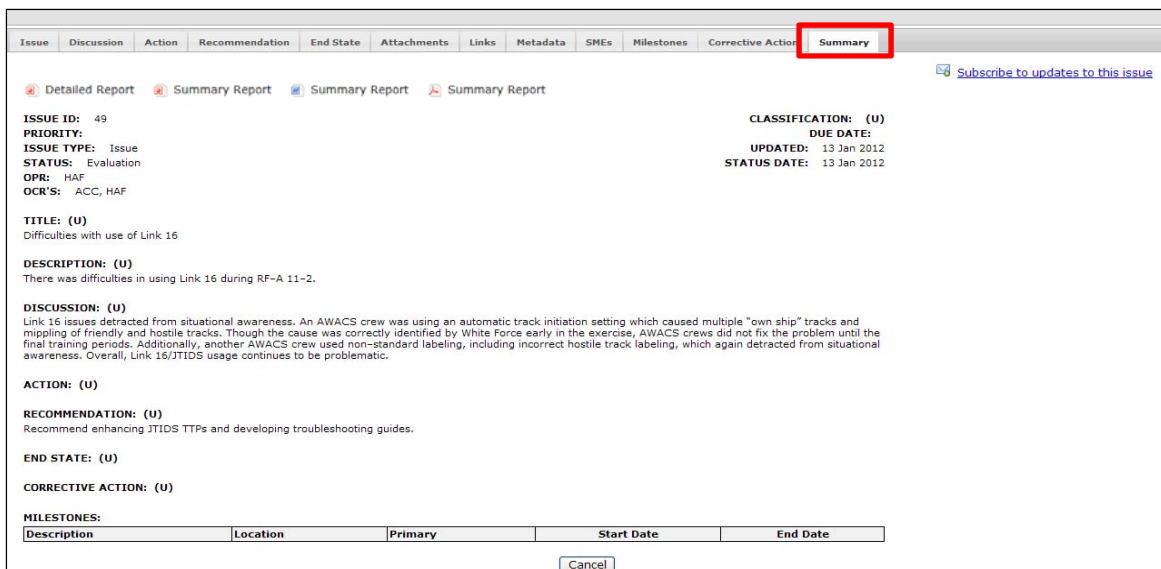 Issue Discussion Action Recommendation End State Attachments Links Metadata SMEs Milestones Corrective Action Summary
Subscribe to updates to this issue
Detailed Report Summary Report Summary Report Summary Report
ISSUE ID: 49 CLASSIFICATION: (U)
PRIORITY: DUE DATE:
ISSUE TYPE: Issue UPDATED: 13 Jan 2012
STATUS: Evaluation STATUS DATE: 13 Jan 2012
OPR: HAF
OCR'S: ACC, HAF
TITLE: (U)
Difficulties with use of Link 16
DESCRIPTION: (U)
There was difficulties in using Link 16 during RF-A 11-2.
DISCUSSION: (U)
Link 16 issues detracted from situational awareness. An AWACS crew was using an automatic track initiation setting which caused multiple "own ship" tracks and
mippling of friendly and hostile tracks. Though the cause was correctly identified by White Force early in the exercise, AWACS crews did not fix the problem until the
final training periods. Additionally, another AWACS crew used non-standard labeling, including incorrect hostile track labeling, which again detracted from situational
awareness. Overall, Link 16/JTIDS usage continues to be problematic.
ACTION: (U)
RECOMMENDATION: (U)
Recommend enhancing JTIDS TTPs and developing troubleshooting guides.
END STATE: (U)
CORRECTIVE ACTION: (U)
MILESTONES:
Description Location Primary Start Date End Date
Cancel